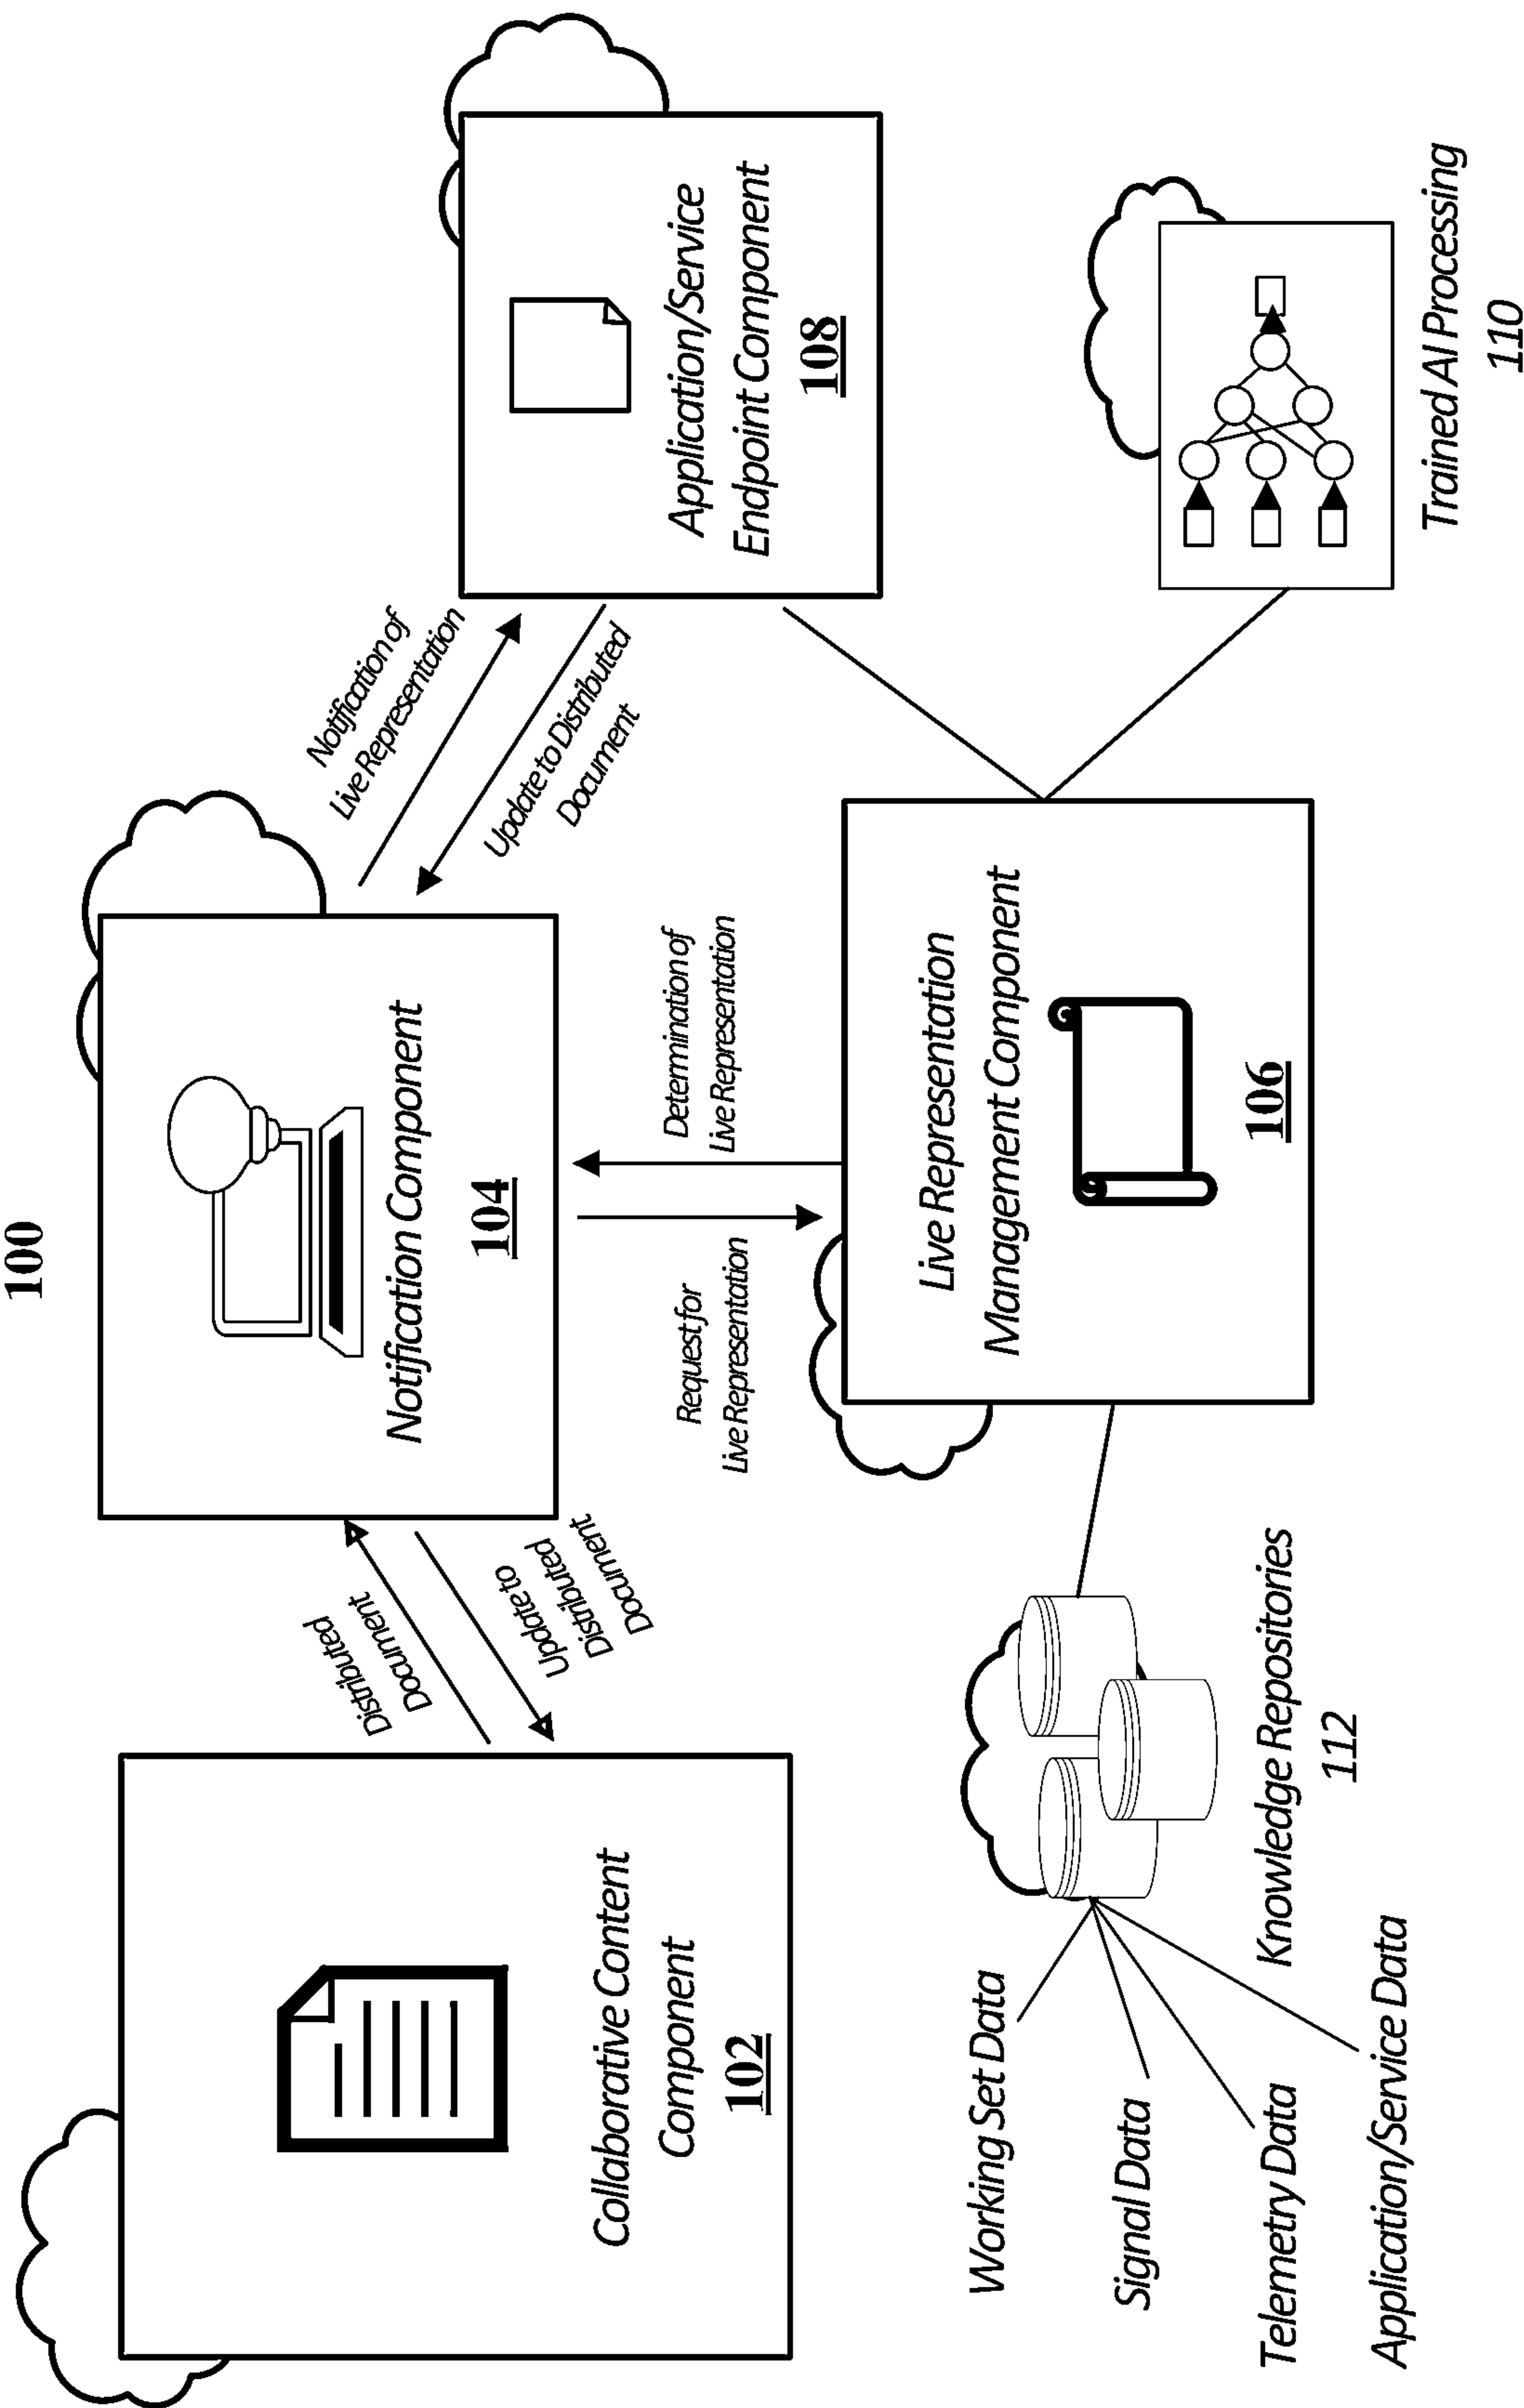 100
Collaborative Content
Component
102
Distributed
Document
Update to
Distributed
Document
Notification Component
104
Notification of
Live Representation
Update to Distributed
Document
Application/Service
Endpoint Component
108
Request for
Live Representation
Determination of
Live Representation
Live Representation
Management Component
106
Working Set Data
Signal Data
Telemetry Data
Application/Service Data
Knowledge Repositories
112
Trained AI Processing
110